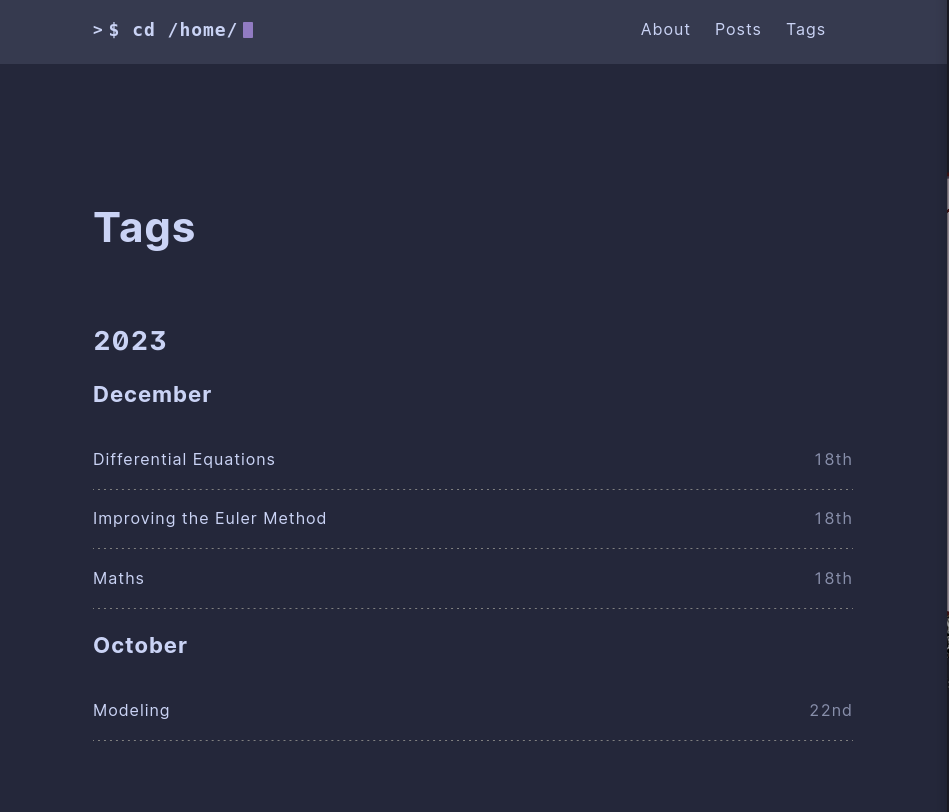 > $ cd /home/
About Posts Tags
Tags
2023
December
Differential Equations 18th
Improving the Euler Method 18th
Maths 18th
October
Modeling 22nd